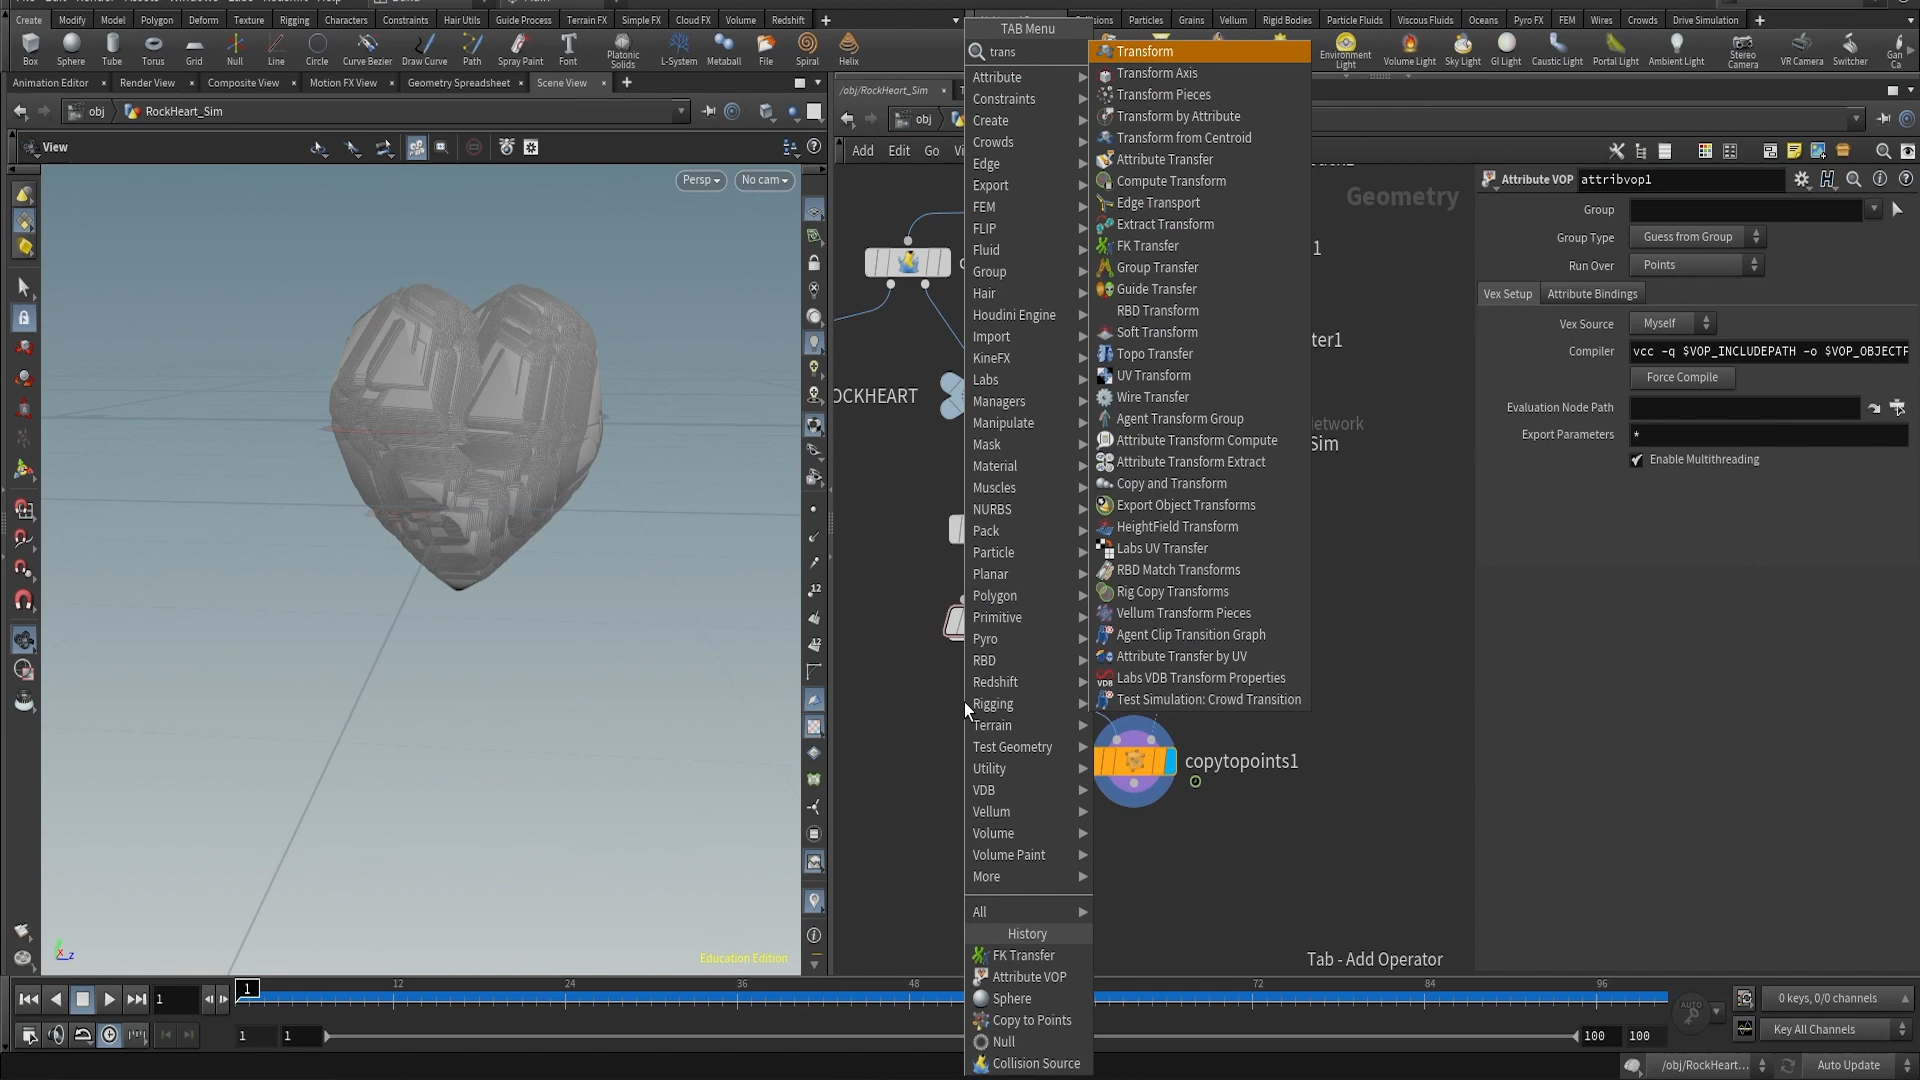 Create Modify Model Polygon Deform Texture Rigging Characters Constraints Hair Utils Guide Process Terrain FX Simple FX Cloud FX Volume Redshift
Particles Grains Vellum Rigid Bodies Particle Fluids Viscous Fluids Oceans Pyro FX FEM Wires Crowds Drive Simulation
Box Sphere Tube Torus Grid Null Line Circle Curve Bezier Draw Curve Path Spray Paint Font Platonic Solids L-System Metaball File Spiral Helix
Environment Light Volume Light Sky Light GI Light Caustic Light Portal Light Ambient Light Stereo Camera VR Camera Switcher Gan Ca
Animation Editor Render View Composite View Motion FX View Geometry Spreadsheet Scene View
obj RockHeart_Sim
View
Persp
No cam
Education Edition
/obj/RockHeart_Sim
obj
Add Edit Go
TAB Menu
trans
Attribute
Constraints
Create
Crowds
Edge
Export
FEM
FLIP
Fluid
Group
Hair
Houdini Engine
Import
KineFX
Labs
Managers
Manipulate
Mask
Material
Muscles
NURBS
Pack
Particle
Planar
Polygon
Primitive
Pyro
RBD
Redshift
Rigging
Terrain
Test Geometry
Utility
VDB
Vellum
Volume
Volume Paint
More
All
History
FK Transfer
Attribute VOP
Sphere
Copy to Points
Null
Collision Source
Transform
Transform Axis
Transform Pieces
Transform by Attribute
Transform from Centroid
Attribute Transfer
Compute Transform
Edge Transport
Extract Transform
FK Transfer
Group Transfer
Guide Transfer
RBD Transform
Soft Transform
Topo Transfer
UV Transform
Wire Transfer
Agent Transform Group
Attribute Transform Compute
Attribute Transform Extract
Copy and Transform
Export Object Transforms
HeightField Transform
Labs UV Transfer
RBD Match Transforms
Rig Copy Transforms
Vellum Transform Pieces
Agent Clip Transition Graph
Attribute Transfer by UV
Labs VDB Transform Properties
Test Simulation: Crowd Transition
Geometry
1
ter1
OCKHEART
etwork
Sim
copytopoints1
Tab - Add Operator
Attribute VOP attribvop1
Group
Group Type Guess from Group
Run Over Points
Vex Setup Attribute Bindings
Vex Source Myself
Compiler vcc -q $VOP_INCLUDEPATH -o $VOP_OBJECTF
Force Compile
Evaluation Node Path
Export Parameters *
Enable Multithreading
1 1 12 24 36 48 72 84 96
0 keys, 0/0 channels
AUTO
1 1 100 100
Key All Channels
/obj/RockHeart... Auto Update